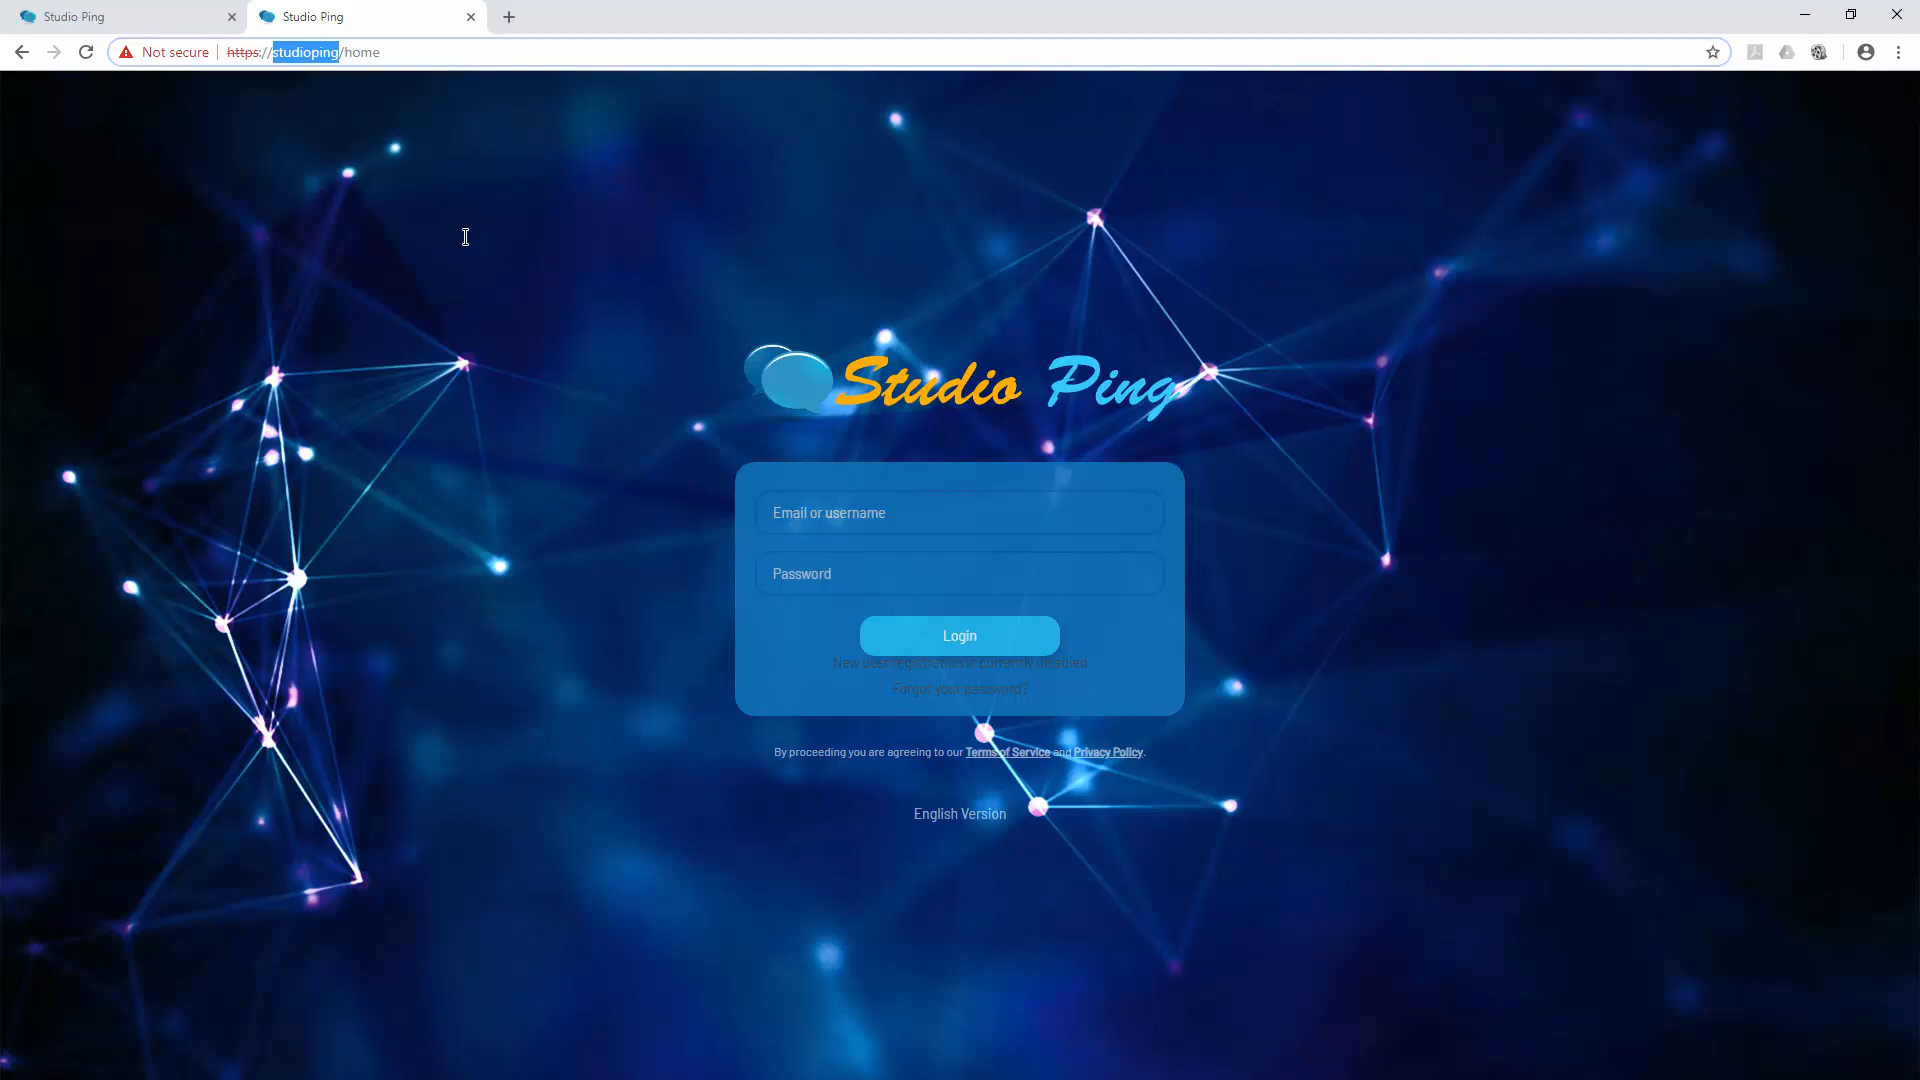 Studio Ping
Studio Ping
Not secure https://studioping/home
Studio Ping
Email or username
Password
Login
New user registration is currently disabled
Forgot your password?
By proceeding you are agreeing to our Terms of Service and Privacy Policy.
English Version